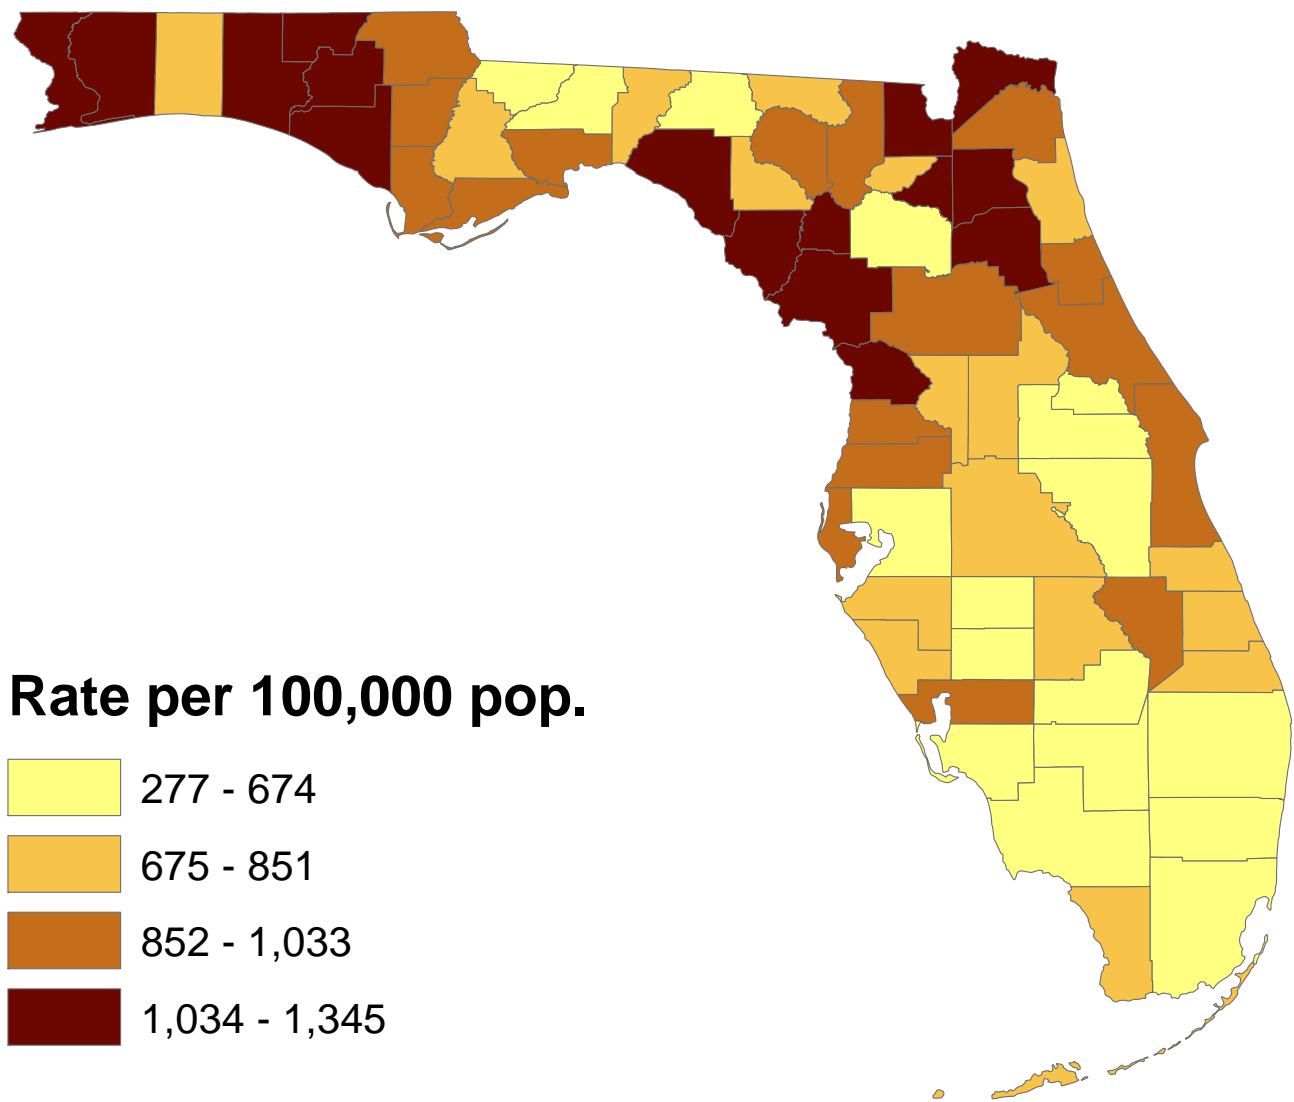 Rate per 100,000 pop.
277 - 674
675 - 851
852 - 1,033
1,034 - 1,345